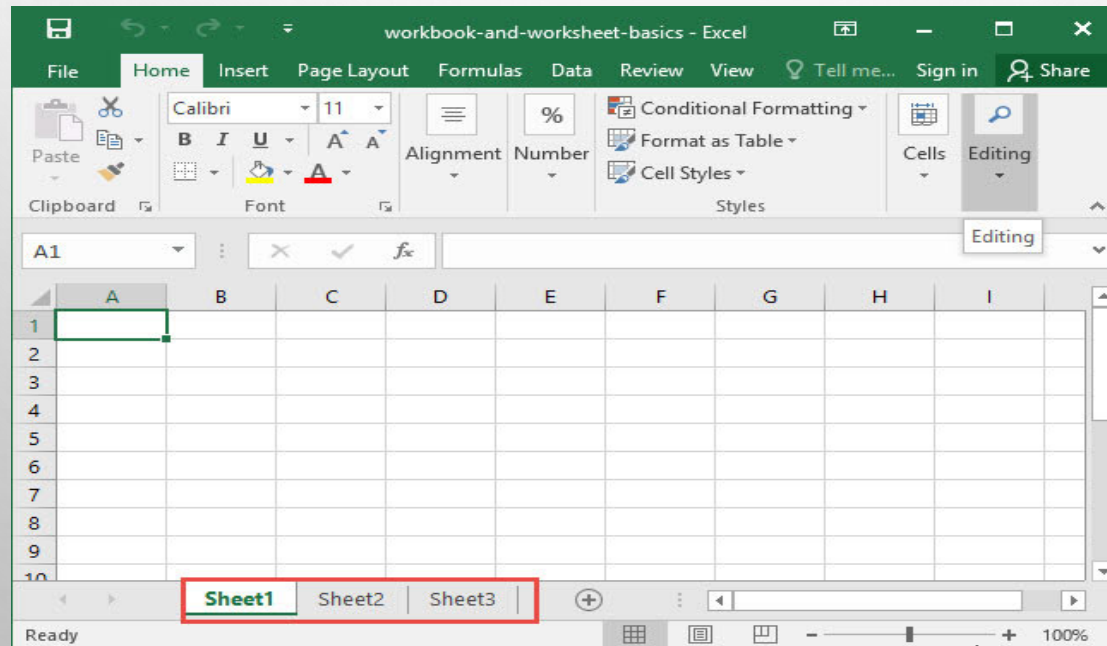 workbook-and-worksheet-basics - Excel
File Home Insert Page Layout Formulas Data Review View Tell me... Sign in Share
Calibri 11
% Conditional Formatting
B I U A A Alignment Number Format as Table
Paste Cells Editing
A Cell Styles
Clipboard Font Styles
Editing
A1 fx
A B C D E F G H I
1
2
3
4
5
6
7
8
9
10
Sheet1 Sheet2 Sheet3
Ready 100%